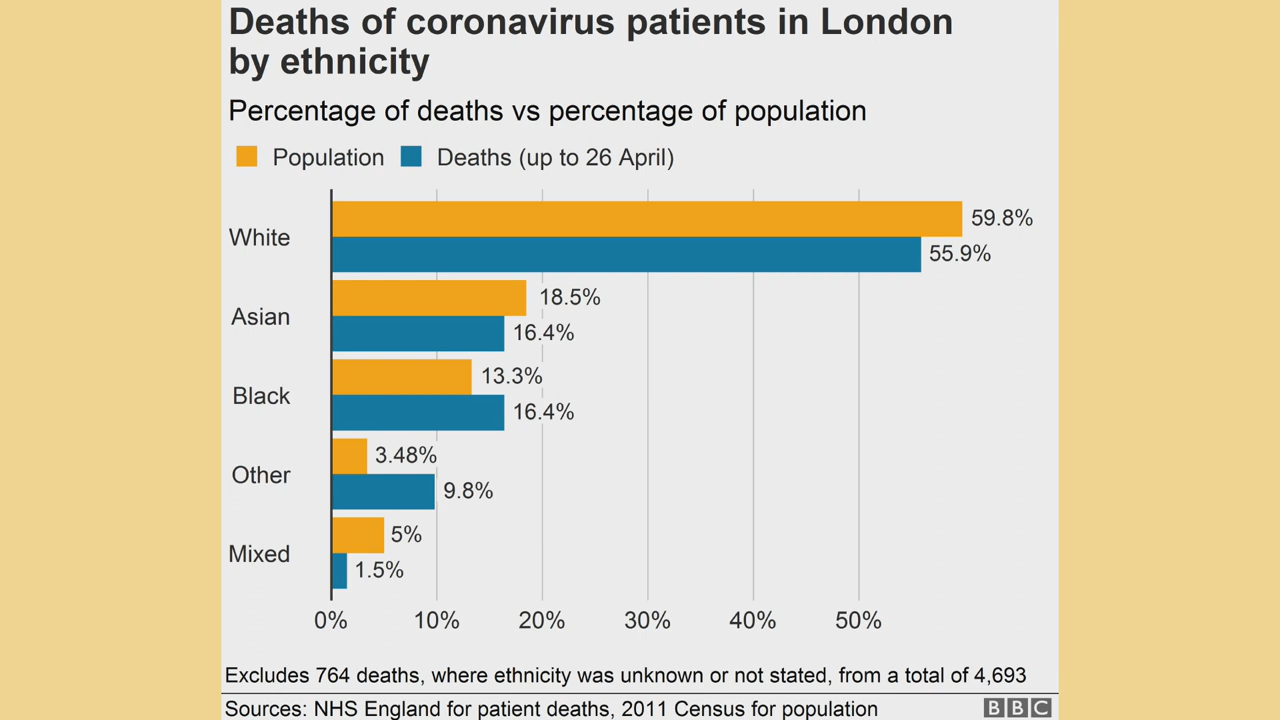 Deaths of coronavirus patients in London
by ethnicity
Percentage of deaths vs percentage of population
Population Deaths (up to 26 April)
White 59.8%
55.9%
Asian 18.5%
16.4%
Black 13.3%
16.4%
Other 3.48%
9.8%
Mixed 5%
1.5%
0% 10% 20% 30% 40% 50%
Excludes 764 deaths, where ethnicity was unknown or not stated, from a total of 4,693
Sources: NHS England for patient deaths, 2011 Census for population BBC